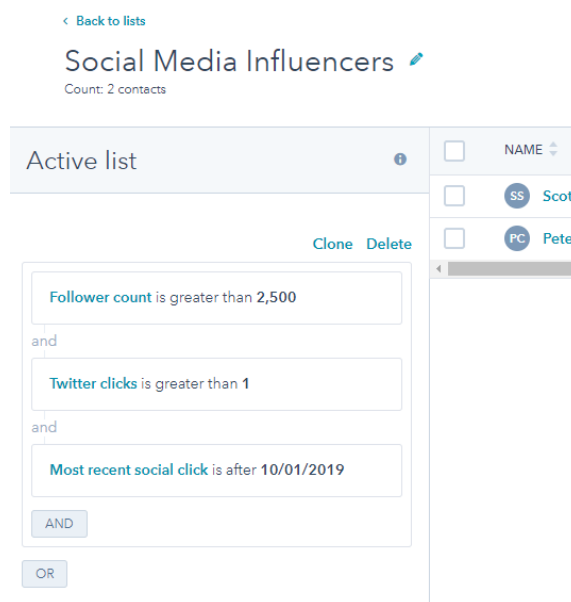 Back to lists
Social Media Influencers
Count: 2 contacts
Active list
NAME
SS
PC
Clone Delete
Follower count is greater than 2,500
and
Twitter clicks is greater than 1
and
Most recent social click is after 10/01/2019
AND
OR